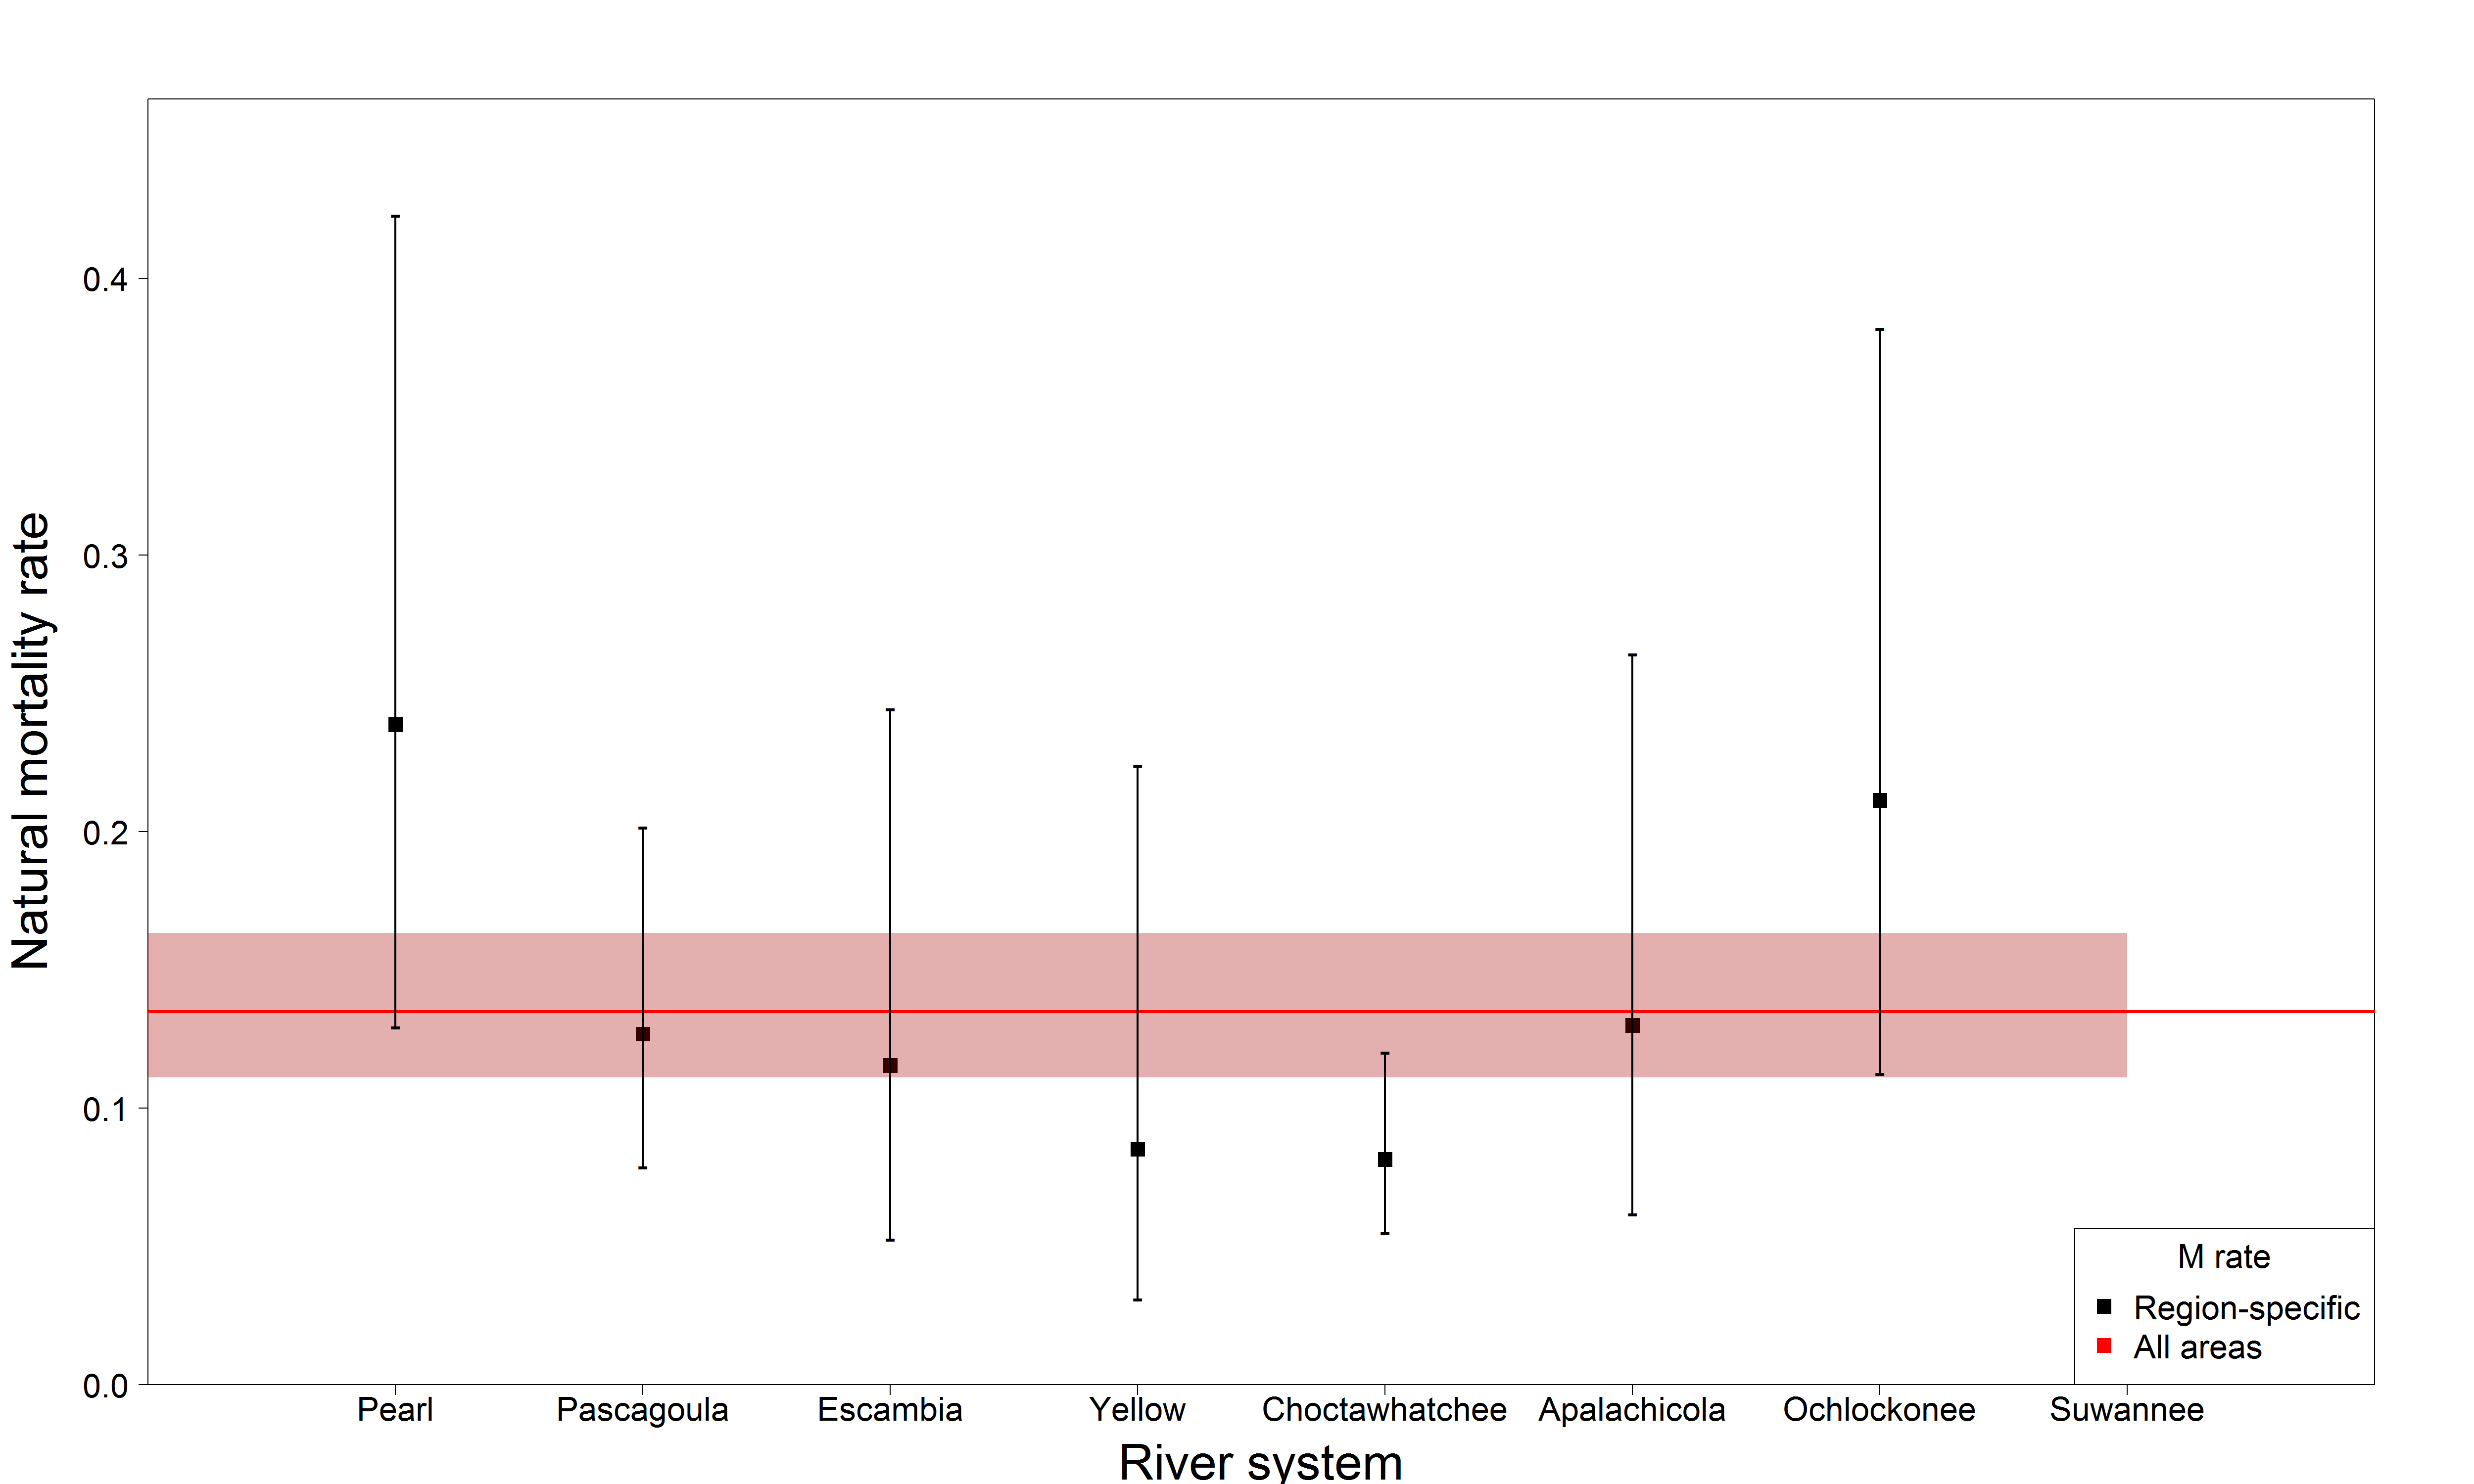 Natural mortality rate
0.4
0.3
0.2
0.1
0.0
Pearl
Pascagoula
Escambia
Yellow
Choctawhatchee
Apalachicola
Ochlockonee
Suwannee
River system
M rate
Region-specific
All areas